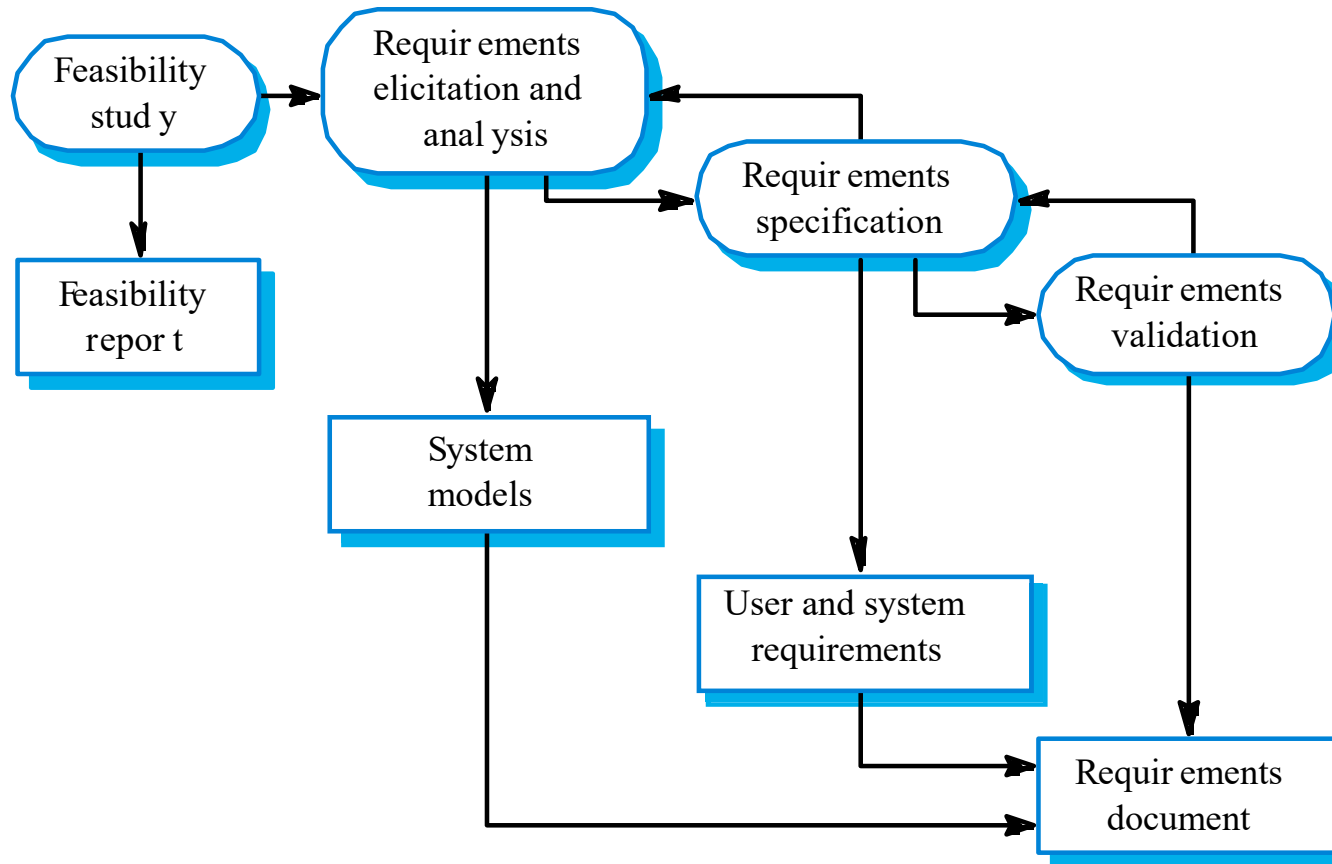 Feasibility
stud y
Requir ements
elicitation and
anal ysis
Requir ements
specification
Requir ements
validation
Feasibility
repor t
System
models
User and system
requirements
Requir ements
document